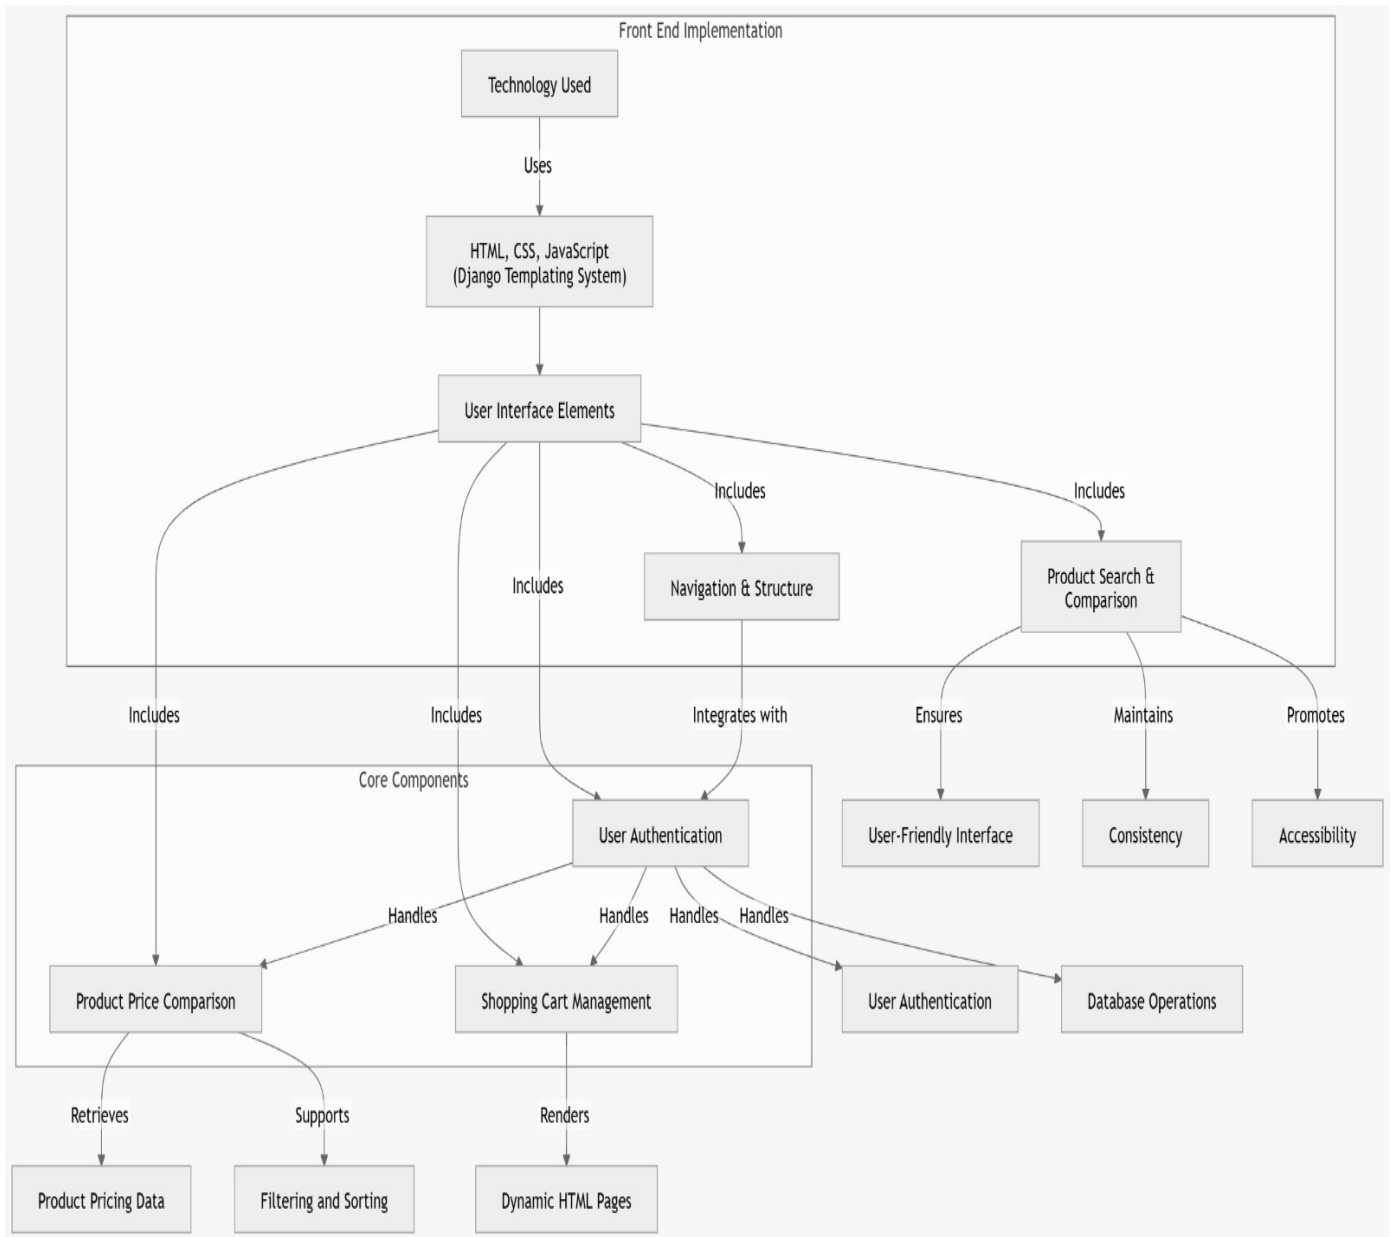 Front End Implementation
Technology Used
Uses
HTML, CSS, JavaScript
(Django Templating System)
User Interface Elements
Includes
Includes
Includes
Navigation & Structure
Product Search &
Comparison
Includes
Includes
Integrates with
Ensures
Maintains
Promotes
Core Components
User Authentication
User-Friendly Interface
Consistency
Accessibility
Handles
Handles
Handles
Handles
Product Price Comparison
Shopping Cart Management
User Authentication
Database Operations
Retrieves
Supports
Renders
Product Pricing Data
Filtering and Sorting
Dynamic HTML Pages